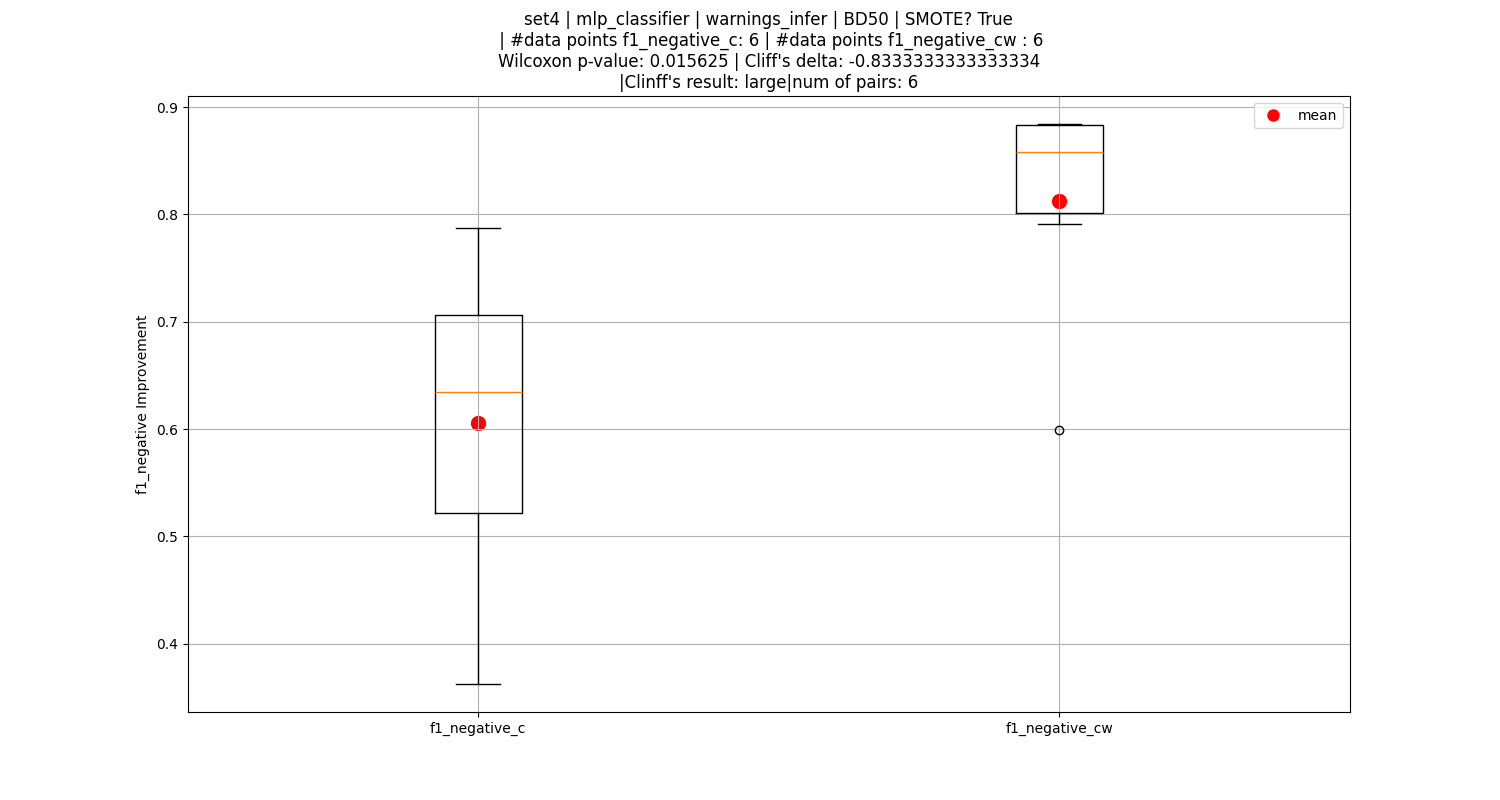 set4 | mlp_classifier | warnings_infer | BD50 | SMOTE? True
| #data points f1_negative_c: 6 | #data points f1_negative_cw : 6
Wilcoxon p-value: 0.015625 | Cliff's delta: -0.8333333333333334
|Clinff's result: large|num of pairs: 6
mean
0.9
0.8
0.7
0.6
0.5
0.4
f1_negative Improvement
f1_negative_c
f1_negative_cw